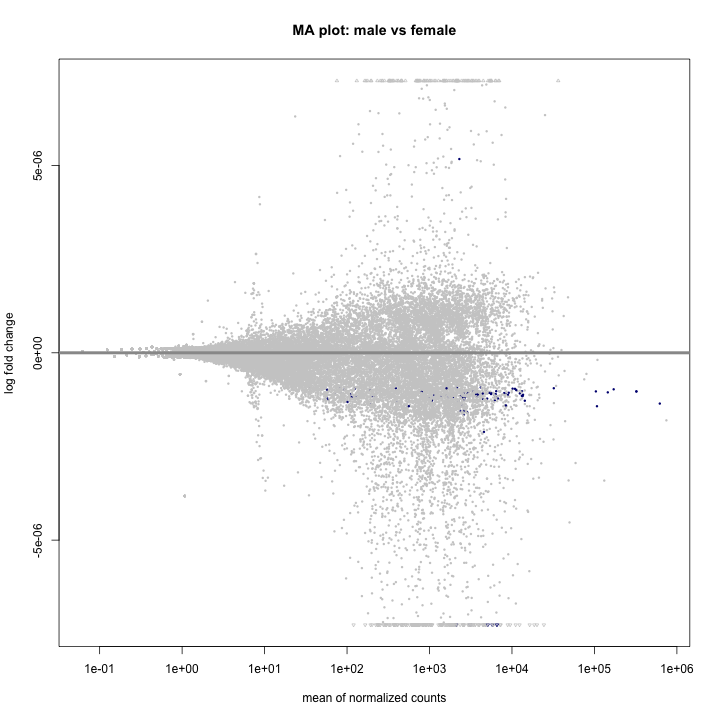 MA plot: male vs female
log fold change
5e-06
0e+00
-5e-06
1e-01 1e+00 1e+01 1e+02 1e+03 1e+04 1e+05 1e+06
mean of normalized counts